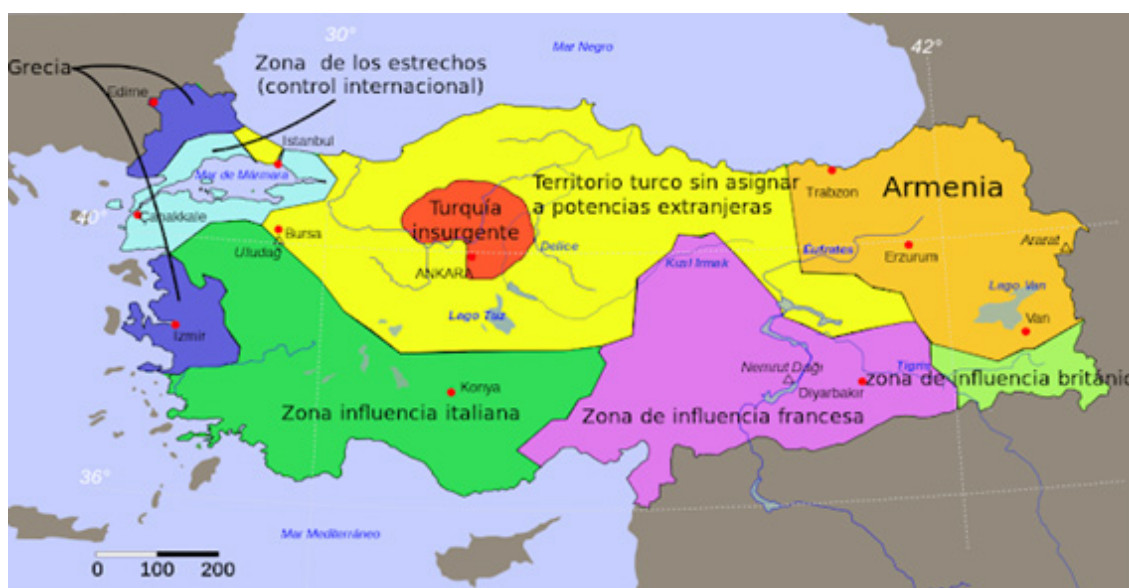 30°
Mar Negro
42°
Grecia
Zona de los estrechos
(control internacional)
Edirne
Istanbul
Mar de Mármara
Trabzon
Armenia
Territorio turco sin asignar
a potencias extranjeras
Turquía
insurgente
40°
Çabakkale
Bursa
Uludağ
Delice
ANKARA
Kızıl Irmak
Eufrates
Erzurum
Ararat
Lago Tuz
Lago Van
Van
Izmir
Nemrut Dağı
Tigris
Diyarbakır
zona de influencia británic
Konya
Zona influencia italiana
Zona de influencia francesa
36°
Mar Mediterráneo
0 100 200